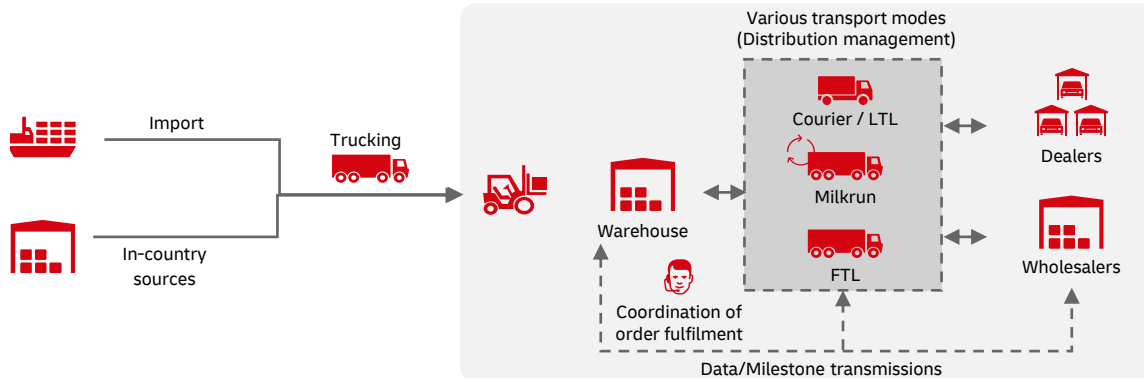 Various transport modes
(Distribution management)
Import
Trucking
Courier / LTL
Dealers
Milkrun
In-country
sources
Warehouse
FTL
Wholesalers
Coordination of
order fulfilment
Data/Milestone transmissions